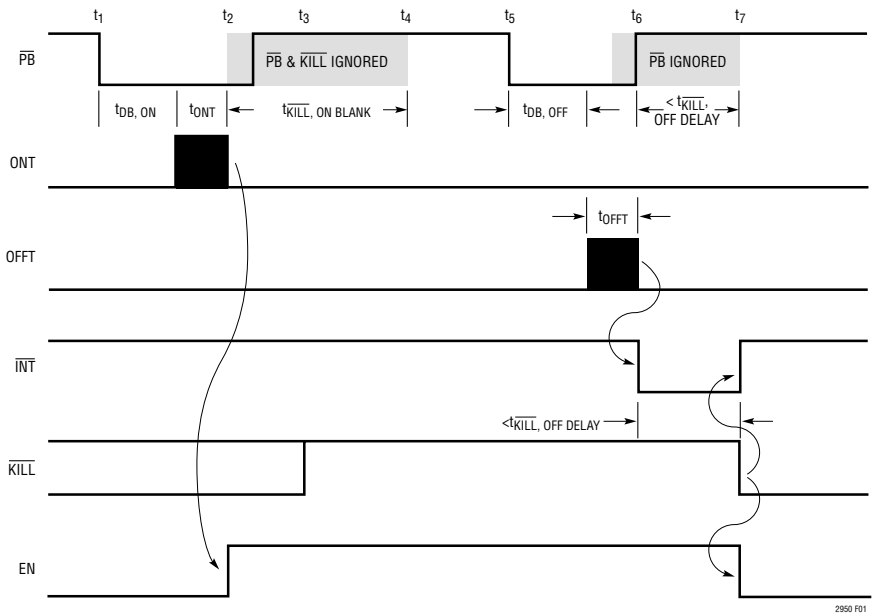 t1 t2 t3 t4 t5 t6 t7
PB
PB & KILL IGNORED
PB IGNORED
tDB, ON
tONT
tKILL, ON BLANK
tDB, OFF
< tKILL,
OFF DELAY
ONT
tOFFT
OFFT
INT
<tKILL, OFF DELAY
KILL
EN
2950 F01